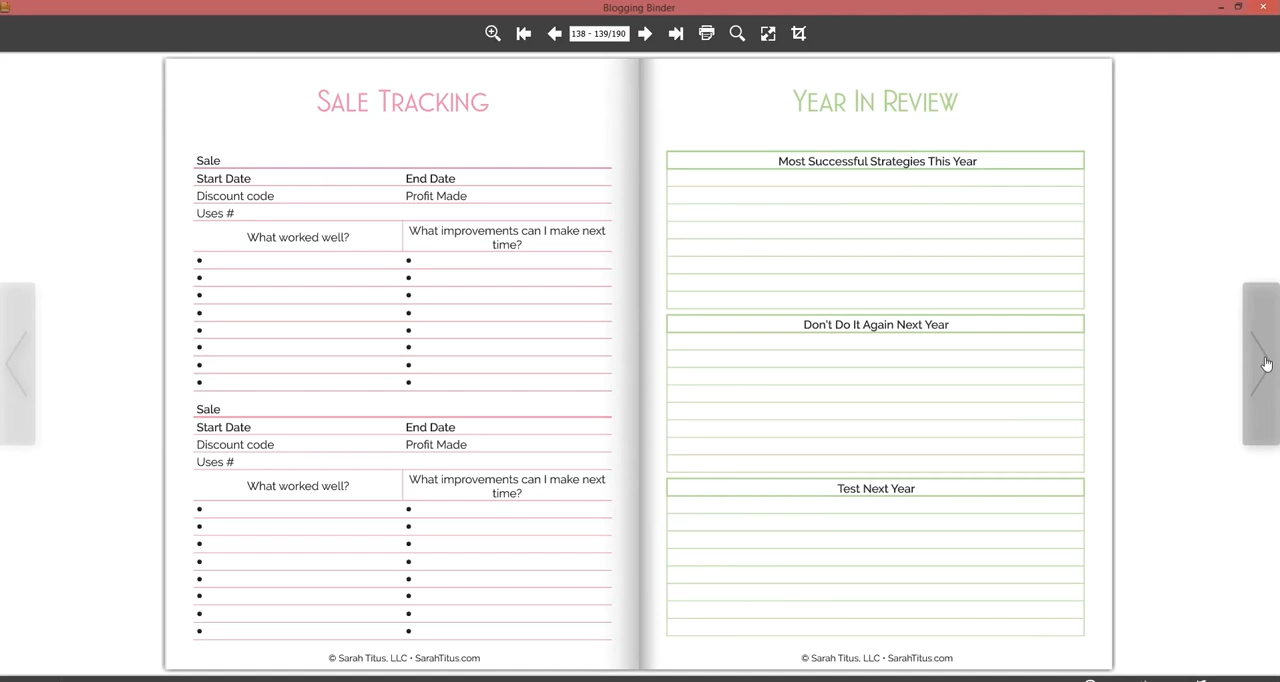 Blogging Binder
138 - 139/190
SALE TRACKING
Sale
Start Date End Date
Discount code Profit Made
Uses #
What worked well? What improvements can I make next
time?
Sale
Start Date End Date
Discount code Profit Made
Uses #
What worked well? What improvements can I make next
time?
© Sarah Titus, LLC • SarahTitus.com
YEAR IN REVIEW
Most Successful Strategies This Year
Don't Do It Again Next Year
Test Next Year
© Sarah Titus, LLC • SarahTitus.com